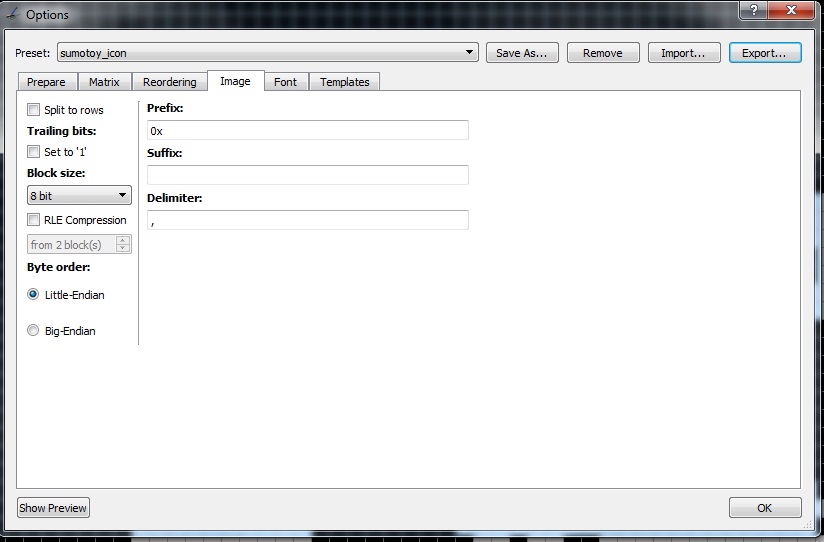 Options
?
Preset: sumotoy_icon Save As... Remove Import... Export...
Prepare Matrix Reordering Image Font Templates
Split to rows
Trailing bits:
Set to '1'
Block size:
8 bit
RLE Compression
from 2 block(s)
Byte order:
Little-Endian
Big-Endian
Prefix:
0x
Suffix:
Delimiter:
,
Show Preview OK